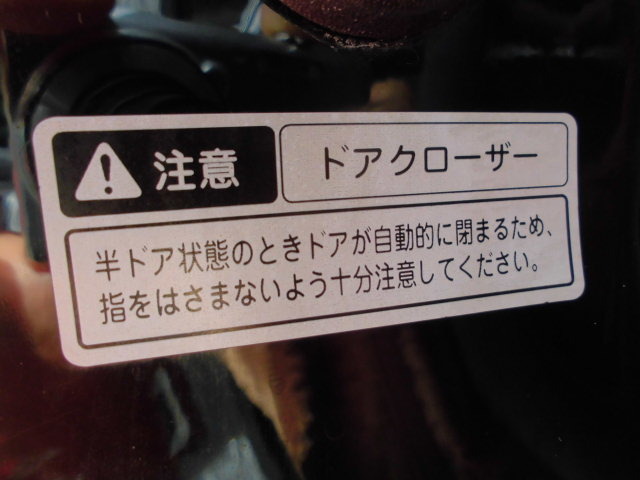 注意
ドアクローザー
半ドア状態のときドアが自動的に閉まるため、
指をはさまないよう十分注意してください。